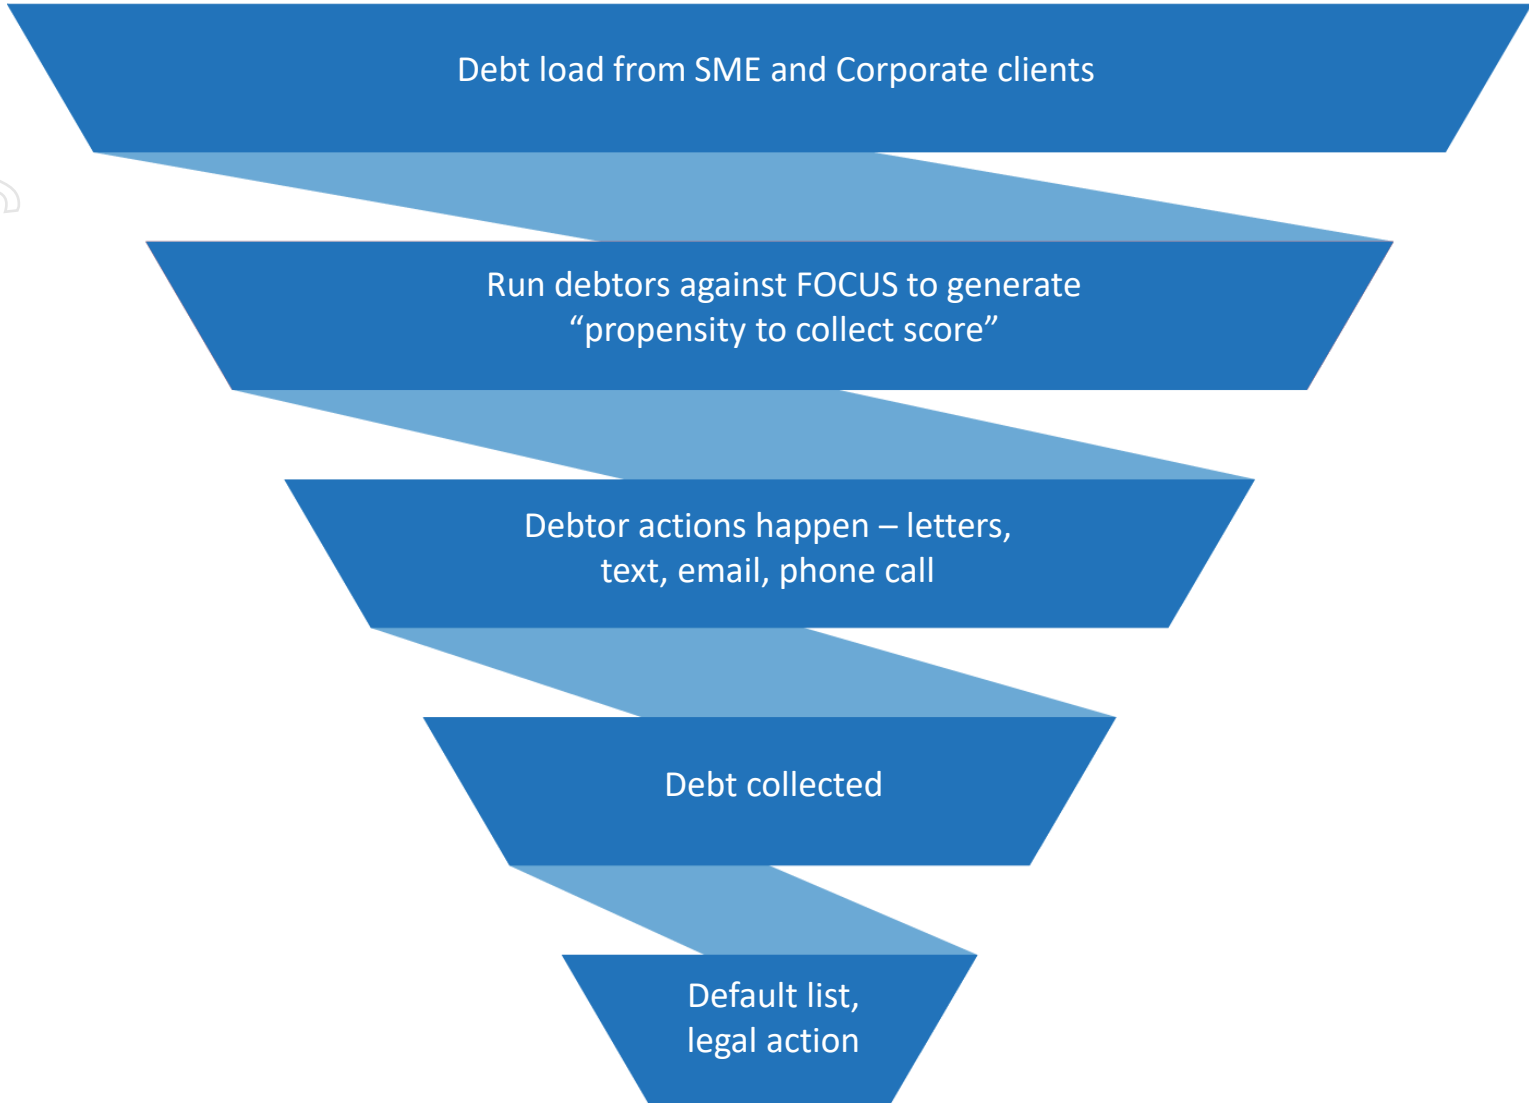 Debt load from SME and Corporate clients
Run debtors against FOCUS to generate
“propensity to collect score”
Debtor actions happen – letters,
text, email, phone call
Debt collected
Default list,
legal action